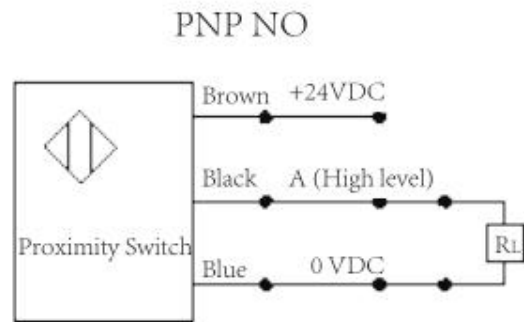 PNP NO
Brown +24VDC
Black A (High level)
Proximity Switch
RL
Blue 0 VDC